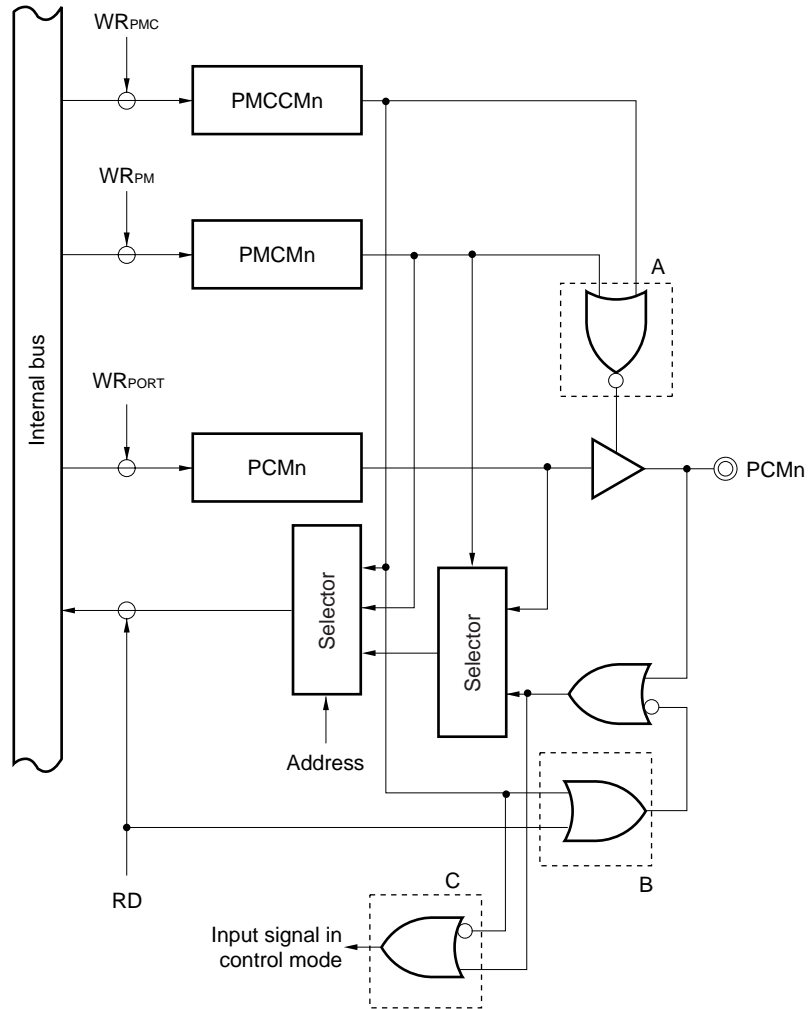 WRPMC
PMCCMn
WRPM
PMCMn
A
Internal bus
WRPORT
PCMn
PCMn
Selector
Selector
Address
B
RD
C
Input signal in
control mode